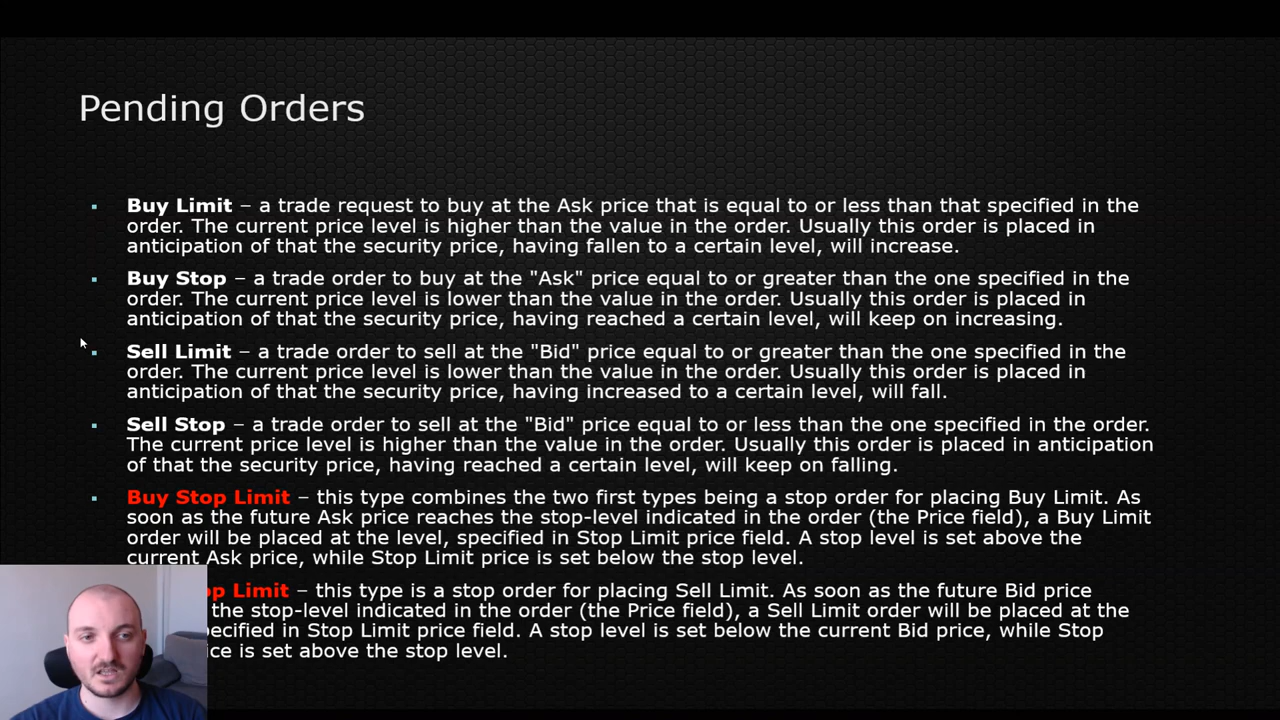 Pending Orders
Buy Limit – a trade request to buy at the Ask price that is equal to or less than that specified in the
order. The current price level is higher than the value in the order. Usually this order is placed in
anticipation of that the security price, having fallen to a certain level, will increase.
Buy Stop – a trade order to buy at the "Ask" price equal to or greater than the one specified in the
order. The current price level is lower than the value in the order. Usually this order is placed in
anticipation of that the security price, having reached a certain level, will keep on increasing.
Sell Limit – a trade order to sell at the "Bid" price equal to or greater than the one specified in the
order. The current price level is lower than the value in the order. Usually this order is placed in
anticipation of that the security price, having increased to a certain level, will fall.
Sell Stop – a trade order to sell at the "Bid" price equal to or less than the one specified in the order.
The current price level is higher than the value in the order. Usually this order is placed in anticipation
of that the security price, having reached a certain level, will keep on falling.
Buy Stop Limit – this type combines the two first types being a stop order for placing Buy Limit. As
soon as the future Ask price reaches the stop-level indicated in the order (the Price field), a Buy Limit
order will be placed at the level, specified in Stop Limit price field. A stop level is set above the
current Ask price, while Stop Limit price is set below the stop level.
Limit – this type is a stop order for placing Sell Limit. As soon as the future Bid price
the stop-level indicated in the order (the Price field), a Sell Limit order will be placed at the
in Stop Limit price field. A stop level is set below the current Bid price, while Stop
is set above the stop level.